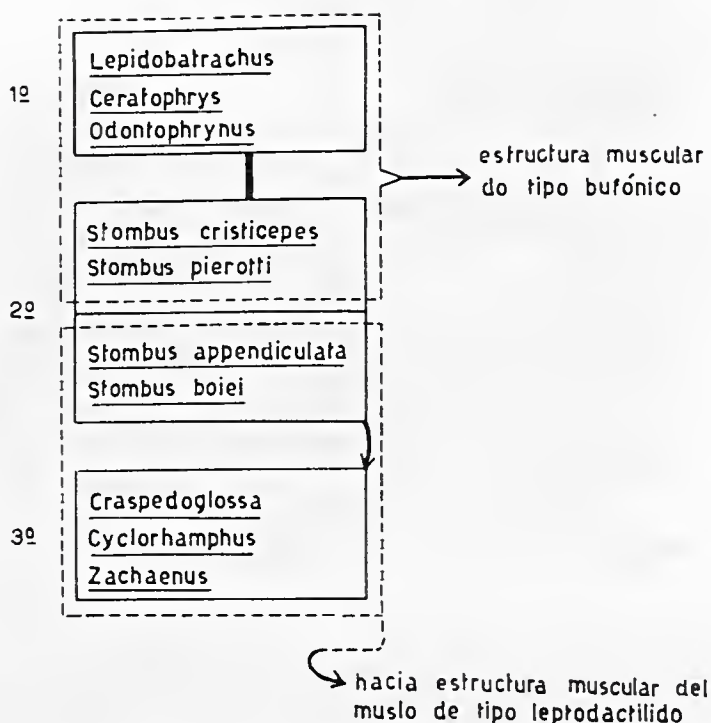 1º
Lepidobatrachus
Ceratophrys
Odontophrynus
estructura muscular
do tipo bufónico
Stombus cristicepes
Stombus pierotti
2º
Stombus appendiculata
Stombus boiei
3º
Craspedoglossa
Cyclorhamphus
Zachaenus
hacia estructura muscular del
muslo de tipo leptodactilido